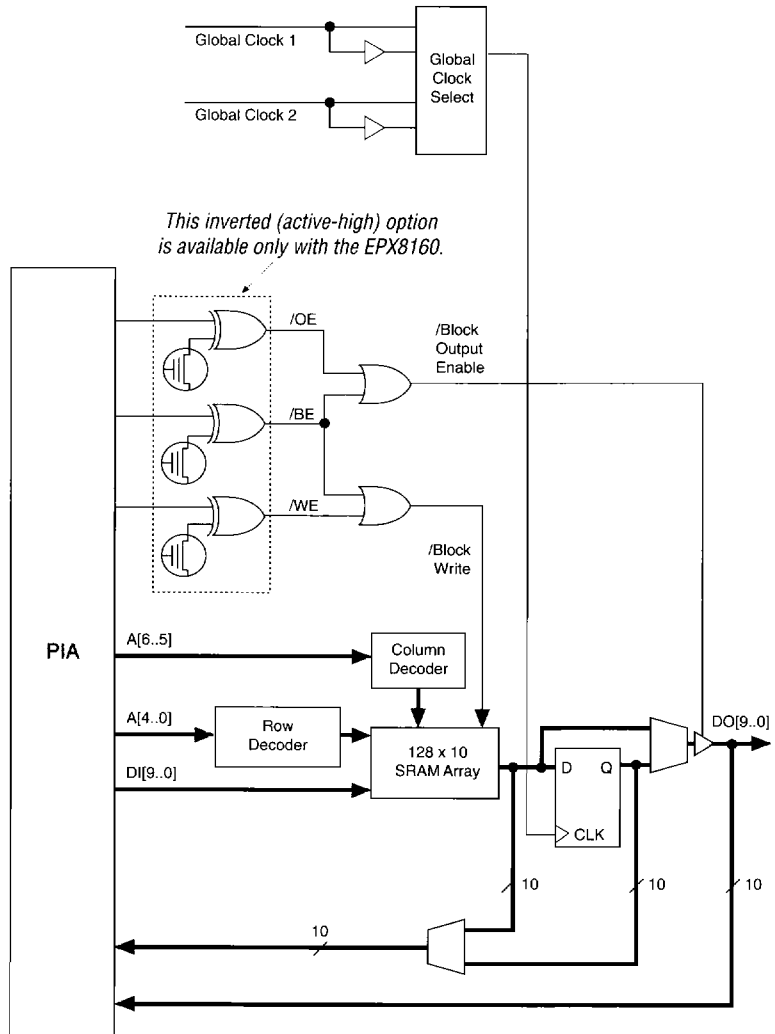 Global Clock 1
Global Clock 2
Global
Clock
Select
This inverted (active-high) option
is available only with the EPX8160.
/OE
/BE
/WE
/Block
Output
Enable
/Block
Write
PIA
A[6..5]
Column
Decoder
A[4..0]
Row
Decoder
DI[9..0]
128 x 10
SRAM Array
D
Q
CLK
DO[9..0]
10
10
10
10